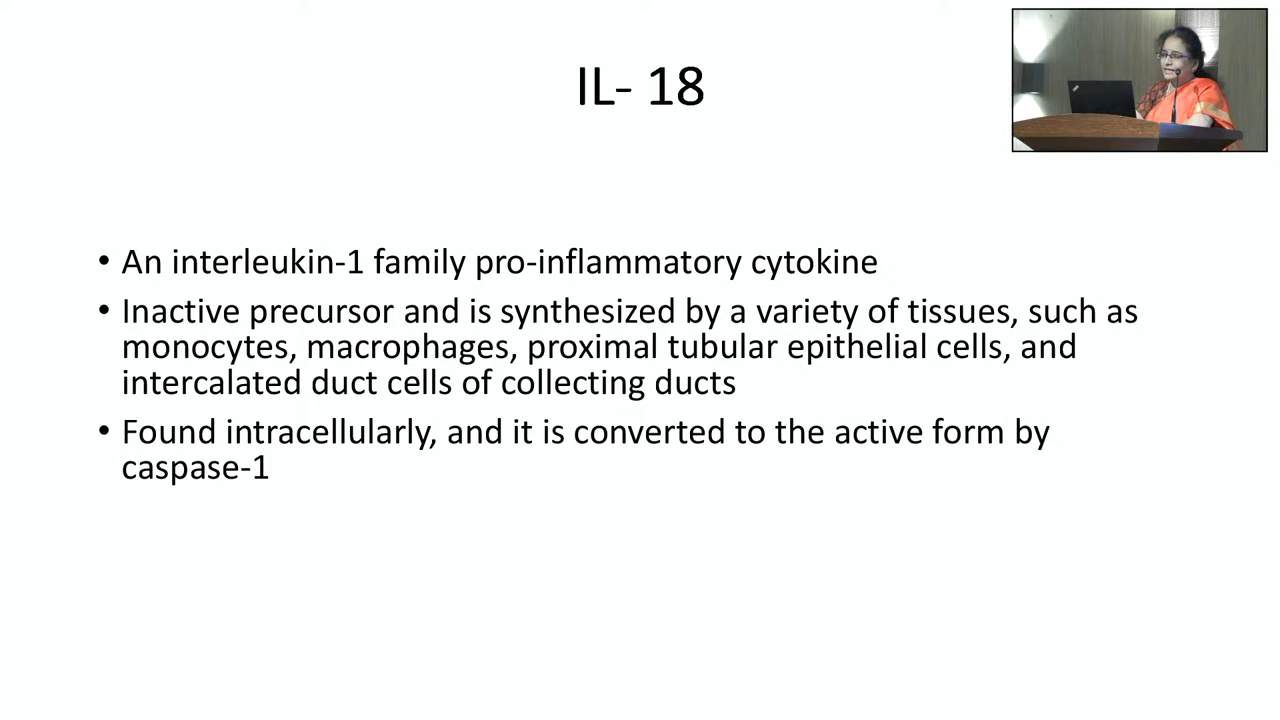 IL- 18
• An interleukin-1 family pro-inflammatory cytokine
• Inactive precursor and is synthesized by a variety of tissues, such as
monocytes, macrophages, proximal tubular epithelial cells, and
intercalated duct cells of collecting ducts
• Found intracellularly, and it is converted to the active form by
caspase-1